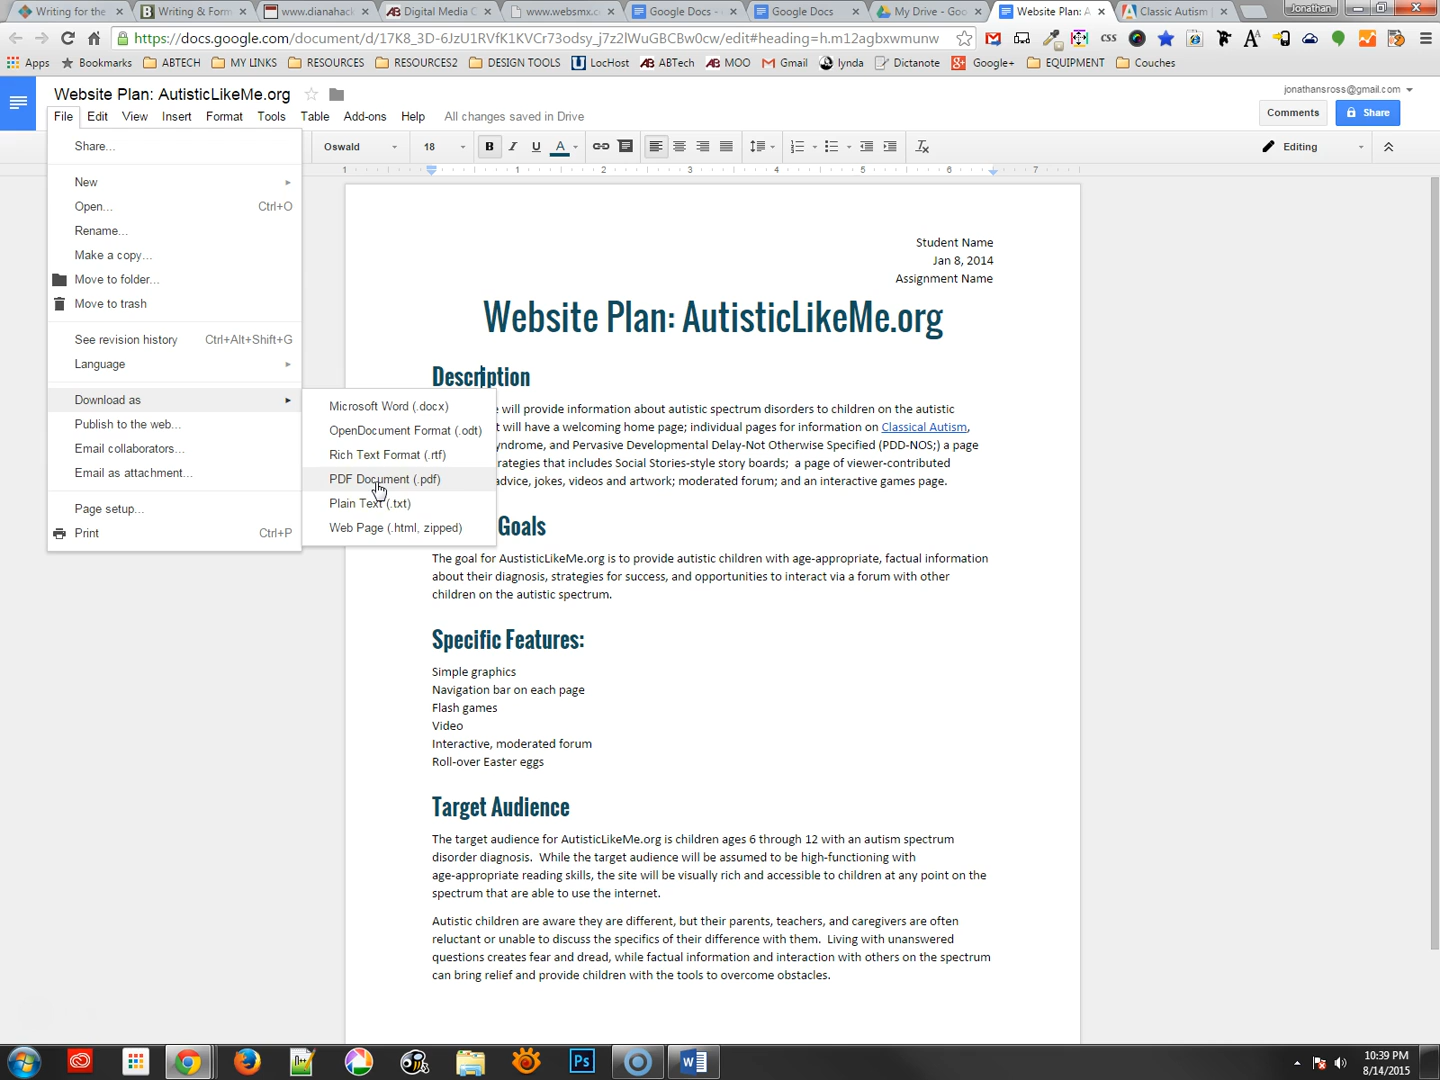 Writing for the
Writing & Form
www.dianahack
Digital Media C
www.websmx.c
Google Docs -
Google Docs
My Drive - Goo
Website Plan: A
Classic Autism |
Jonathan
https://docs.google.com/document/d/17K8_3D-6JzU1RVfK1KVCr73odsy_j7z2lWuGBCBw0cw/edit#heading=h.m12agbxwmunw
CSS
Apps
Bookmarks
ABTECH
MY LINKS
RESOURCES
RESOURCES2
DESIGN TOOLS
LocHost
ABTech
MOO
Gmail
lynda
Dictanote
Google+
EQUIPMENT
Couches
Website Plan: AutisticLikeMe.org
jonathansross@gmail.com
File Edit View Insert Format Tools Table Add-ons Help All changes saved in Drive
Comments
Share
Oswald 18 B I U A
Editing
1 1 2 3 4 5 6 7
Share...
New
Open... Ctrl+O
Rename...
Make a copy...
Move to folder...
Move to trash
See revision history Ctrl+Alt+Shift+G
Language
Download as
Publish to the web...
Email collaborators...
Email as attachment...
Page setup...
Print Ctrl+P
Microsoft Word (.docx)
OpenDocument Format (.odt)
Rich Text Format (.rtf)
PDF Document (.pdf)
Plain Text (.txt)
Web Page (.html, zipped)
Student Name
Jan 8, 2014
Assignment Name
Website Plan: AutisticLikeMe.org
Description
will provide information about autistic spectrum disorders to children on the autistic
t will have a welcoming home page; individual pages for information on Classical Autism,
yndrome, and Pervasive Developmental Delay-Not Otherwise Specified (PDD-NOS;) a page
rategies that includes Social Stories-style story boards; a page of viewer-contributed
advice, jokes, videos and artwork; moderated forum; and an interactive games page.
Goals
The goal for AustisticLikeMe.org is to provide autistic children with age-appropriate, factual information
about their diagnosis, strategies for success, and opportunities to interact via a forum with other
children on the autistic spectrum.
Specific Features:
Simple graphics
Navigation bar on each page
Flash games
Video
Interactive, moderated forum
Roll-over Easter eggs
Target Audience
The target audience for AutisticLikeMe.org is children ages 6 through 12 with an autism spectrum
disorder diagnosis. While the target audience will be assumed to be high-functioning with
age-appropriate reading skills, the site will be visually rich and accessible to children at any point on the
spectrum that are able to use the internet.
Autistic children are aware they are different, but their parents, teachers, and caregivers are often
reluctant or unable to discuss the specifics of their difference with them. Living with unanswered
questions creates fear and dread, while factual information and interaction with others on the spectrum
can bring relief and provide children with the tools to overcome obstacles.
Ps
10:39 PM
8/14/2015